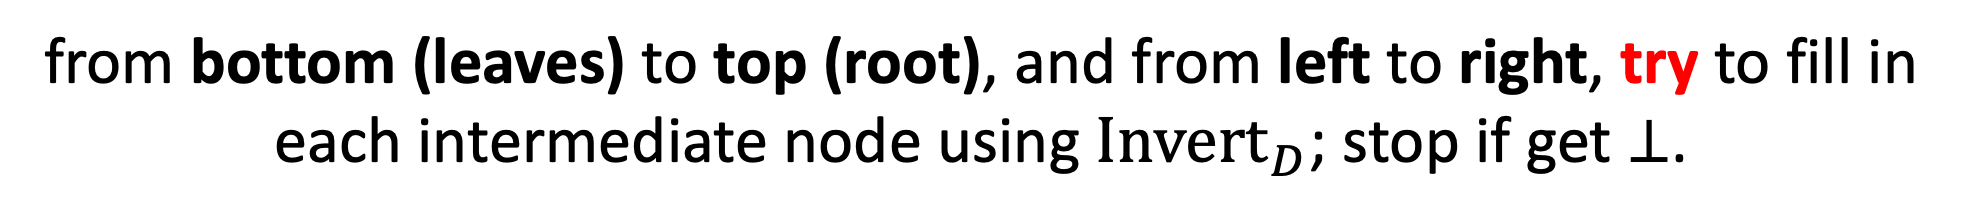 from bottom (leaves) to top (root), and from left to right, try to fill in
each intermediate node using Invert_D; stop if get ⊥.